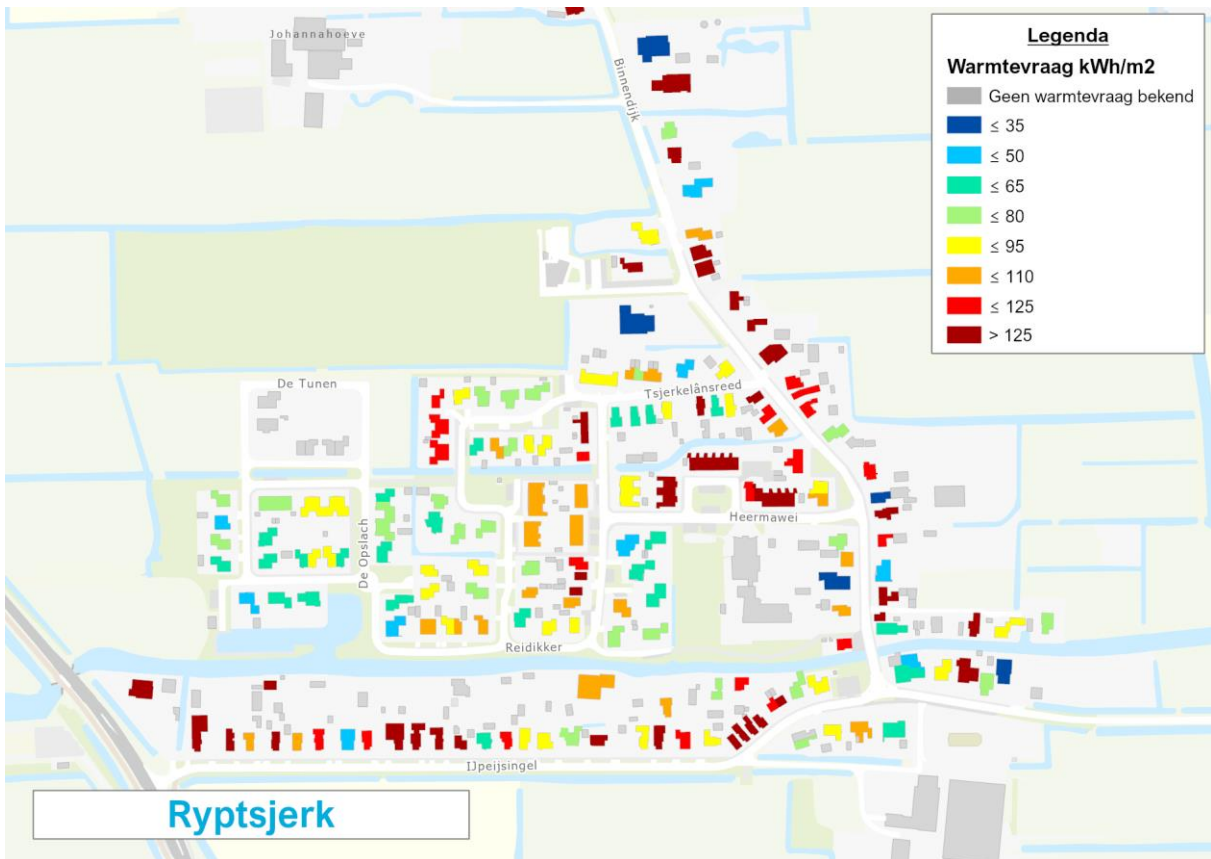 Johannahoeve
Binnendijk
Legenda
Warmtevraag kWh/m2
Geen warmtevraag bekend
≤ 35
≤ 50
≤ 65
≤ 80
≤ 95
≤ 110
≤ 125
> 125
De Tunen
Tsjerkelânsreed
Heermawei
De Opslach
Reidikker
IJpeijsingel
Ryptsjerk